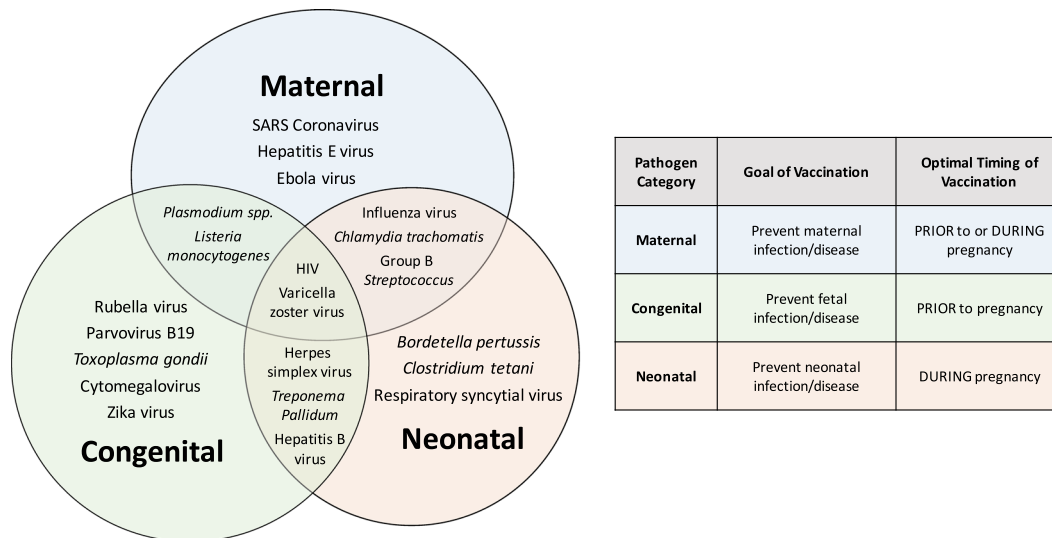 Maternal
SARS Coronavirus
Hepatitis E virus
Ebola virus
Plasmodium spp.
Listeria
monocytogenes
Influenza virus
Chlamydia trachomatis
Group B
Streptococcus
HIV
Varicella
zoster virus
Rubella virus
Parvovirus B19
Toxoplasma gondii
Cytomegalovirus
Zika virus
Congenital
Herpes
simplex virus
Treponema
Pallidum
Hepatitis B
virus
Bordetella pertussis
Clostridium tetani
Respiratory syncytial virus
Neonatal
Pathogen
Category
Goal of Vaccination
Optimal Timing of
Vaccination
Maternal
Prevent maternal
infection/disease
PRIOR to or DURING
pregnancy
Congenital
Prevent fetal
infection/disease
PRIOR to pregnancy
Neonatal
Prevent neonatal
infection/disease
DURING pregnancy